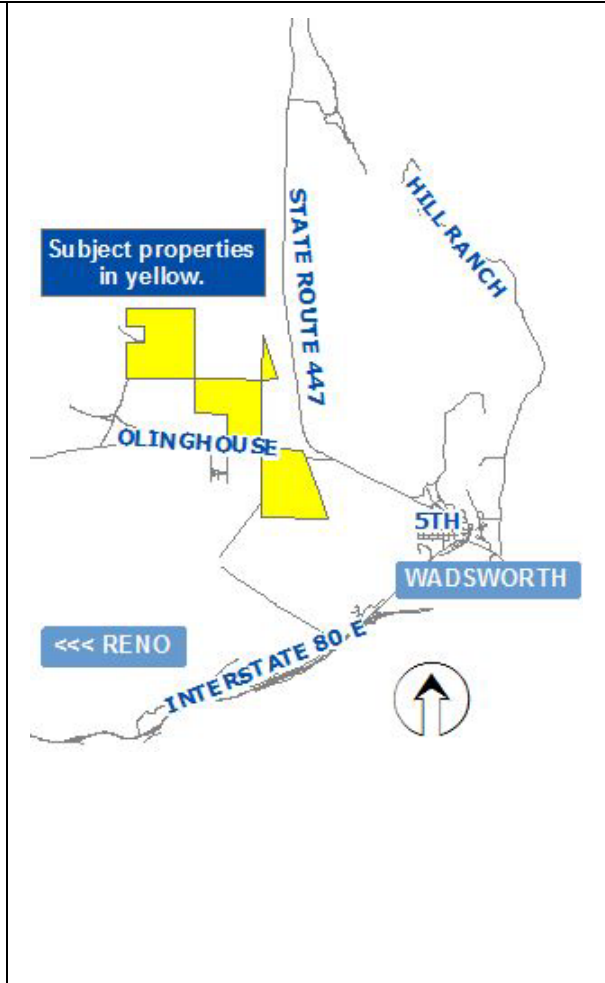 HILL RANCH
STATE ROUTE 447
Subject properties
in yellow.
OLINGHOUSE
5TH
WADSWORTH
<<< RENO
INTERSTATE 80 E